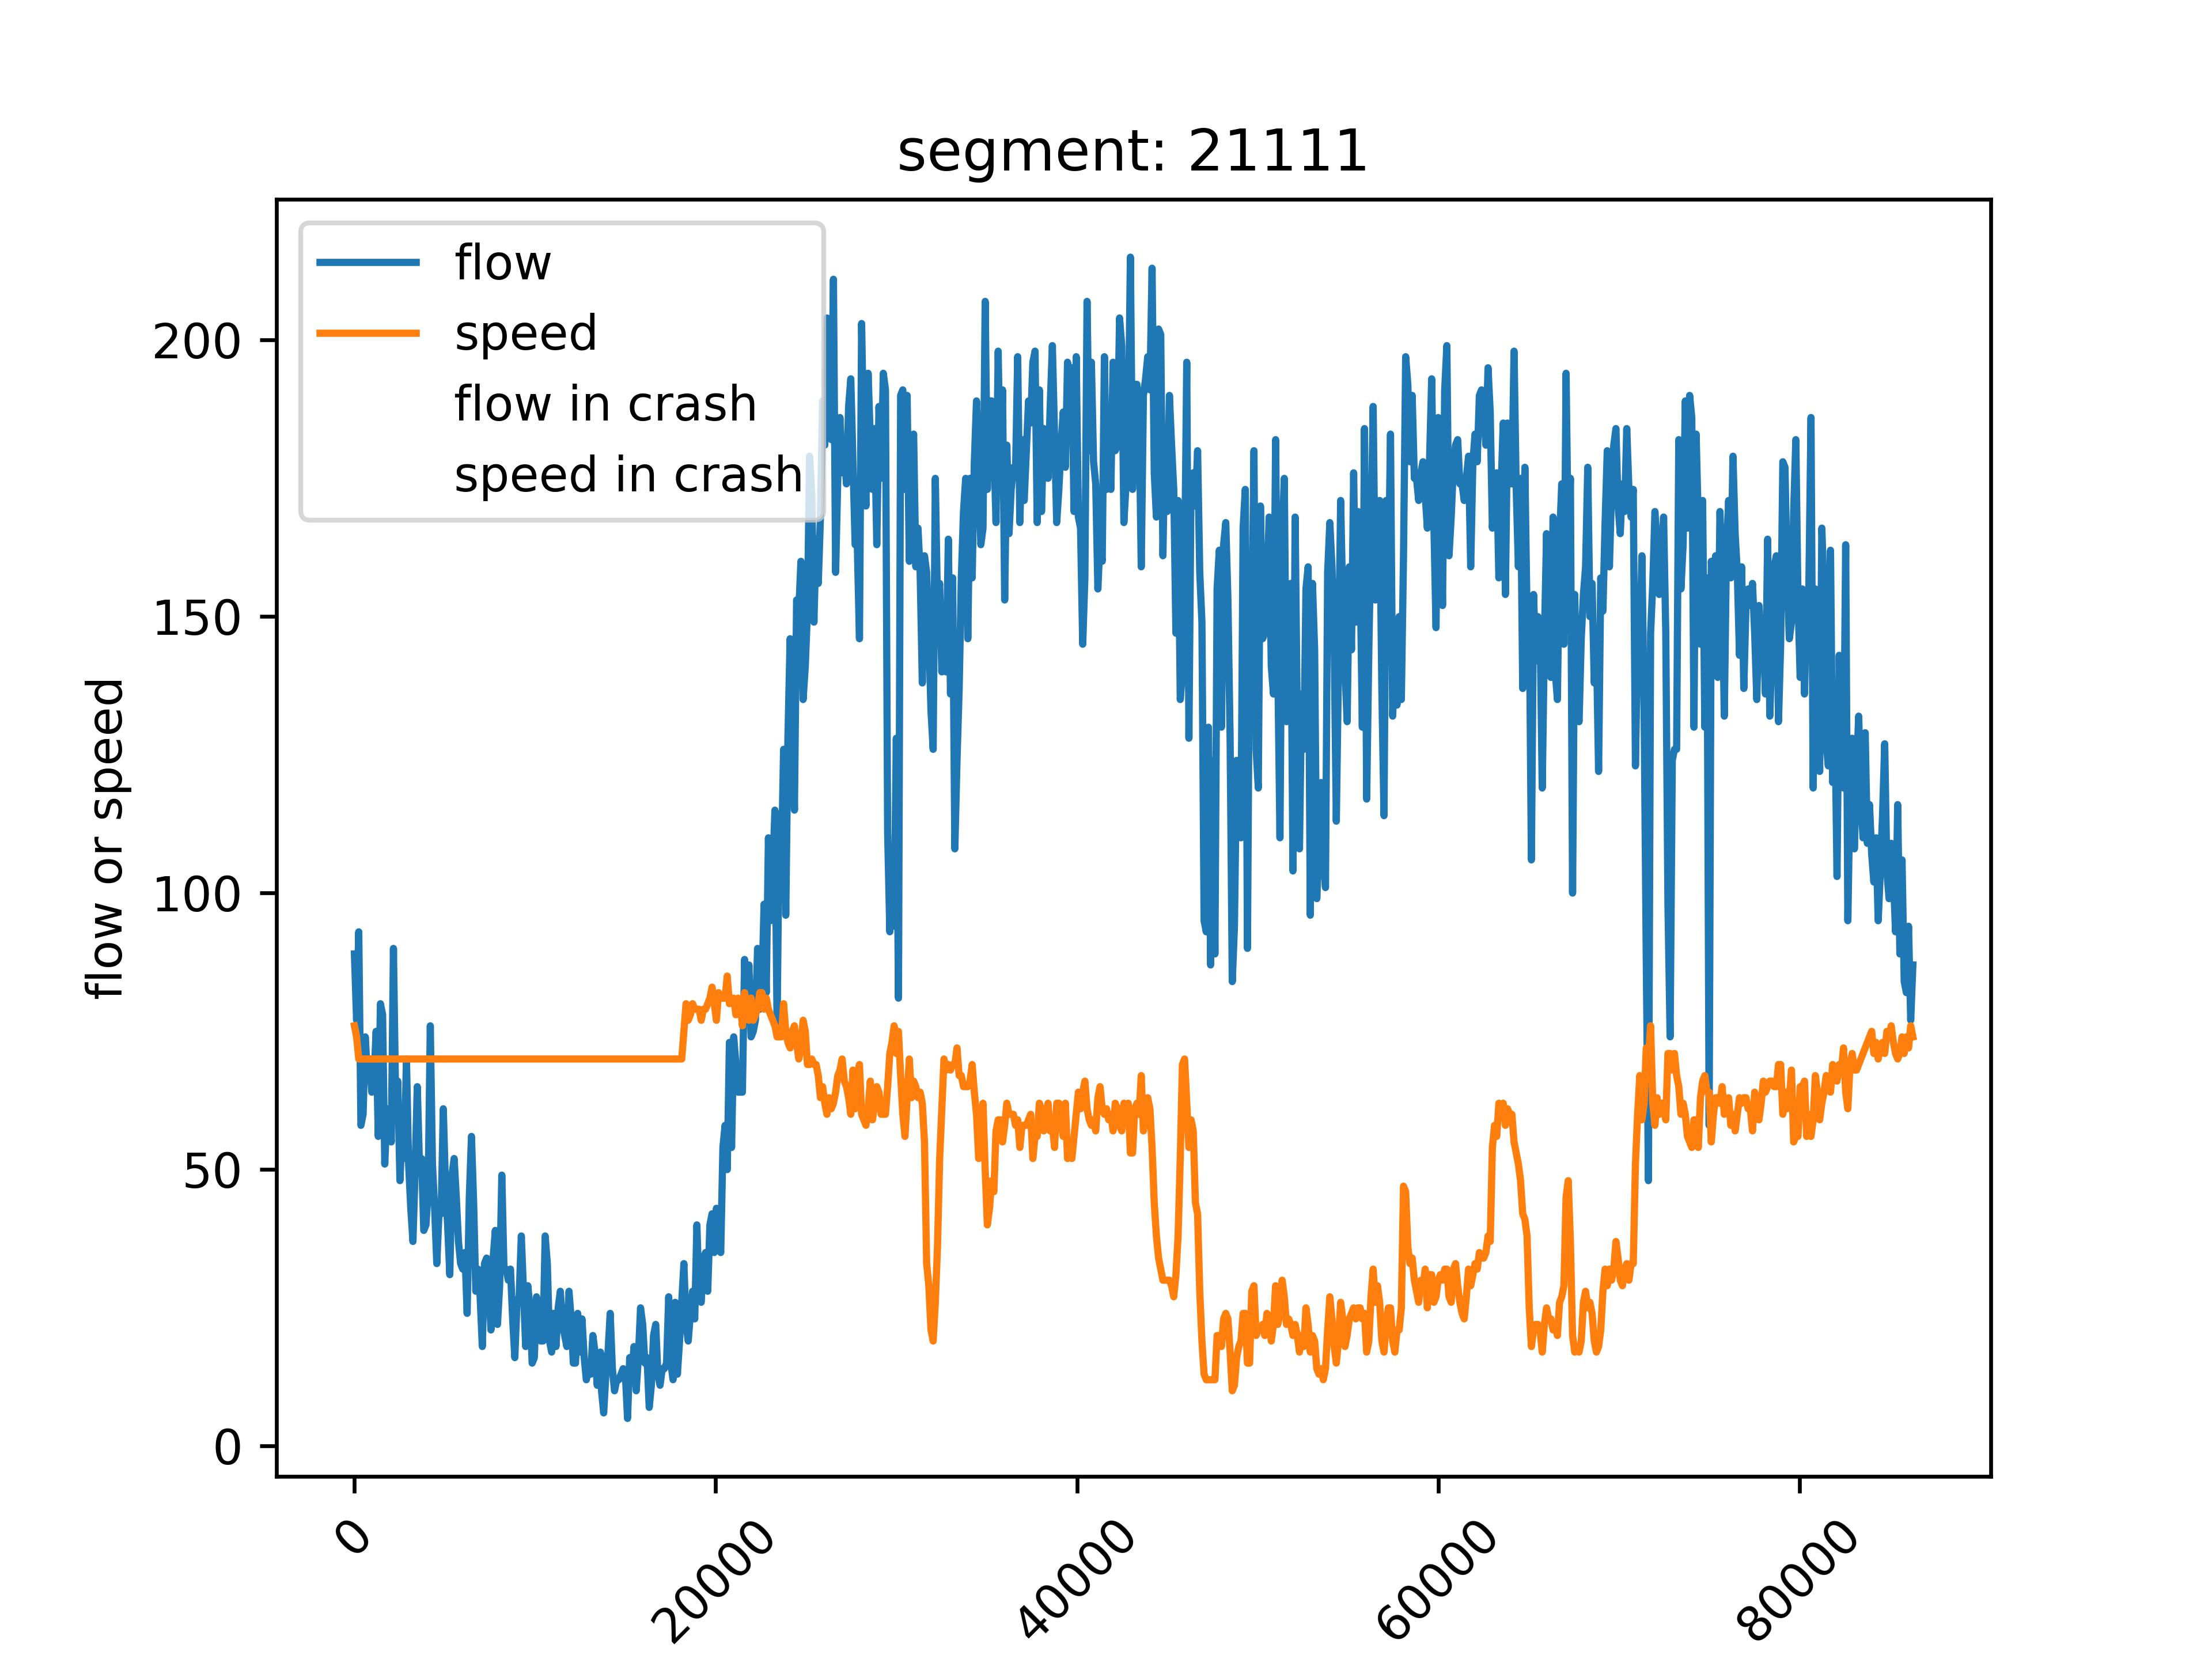 segment: 21111
flow
speed
flow in crash
speed in crash
flow or speed
200
150
100
50
0
0
20000
40000
60000
80000